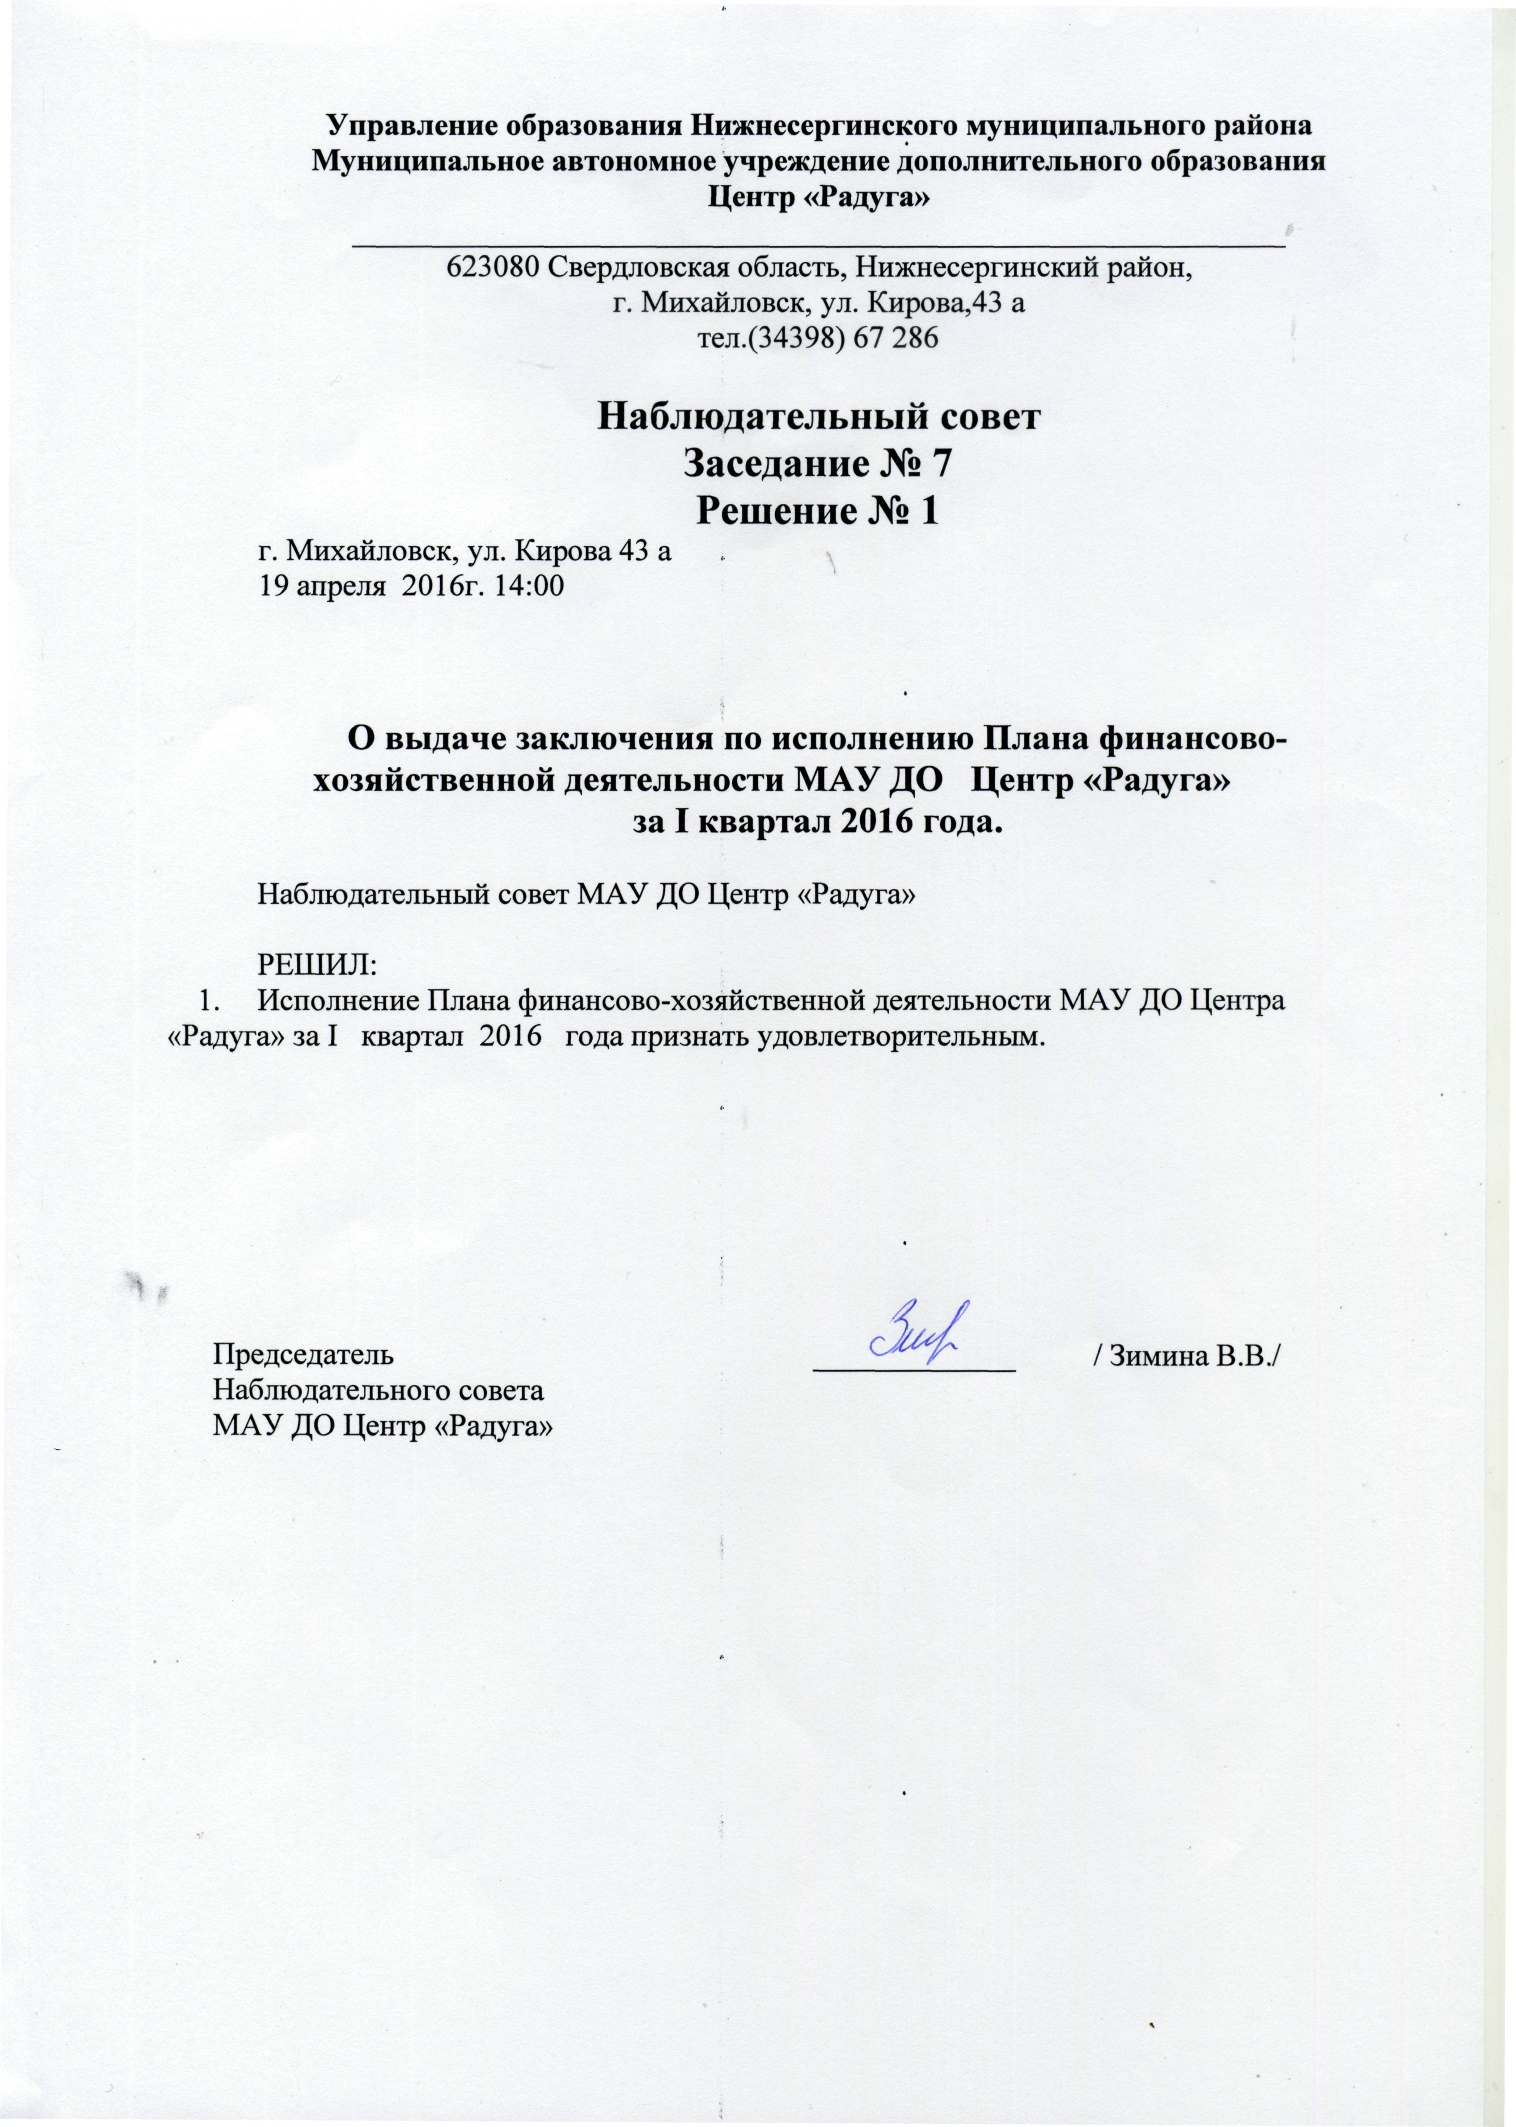 Управление образования Нижнесергинского муниципального района
Муниципальное автономное учреждение дополнительного образования
Центр «Радуга»
623080 Свердловская область, Нижнесергинский район,
г. Михайловск, ул. Кирова,43 а
тел.(34398) 67 286
Наблюдательный совет
Заседание № 7
Решение № 1
г. Михайловск, ул. Кирова 43 а
19 апреля 2016г. 14:00
О выдаче заключения по исполнению Плана финансово-
хозяйственной деятельности МАУ ДО Центр «Радуга»
за I квартал 2016 года.
Наблюдательный совет МАУ ДО Центр «Радуга»
РЕШИЛ:
1. Исполнение Плана финансово-хозяйственной деятельности МАУ ДО Центра
«Радуга» за I квартал 2016 года признать удовлетворительным.
Председатель ______________ / Зимина В.В./
Наблюдательного совета
МАУ ДО Центр «Радуга»